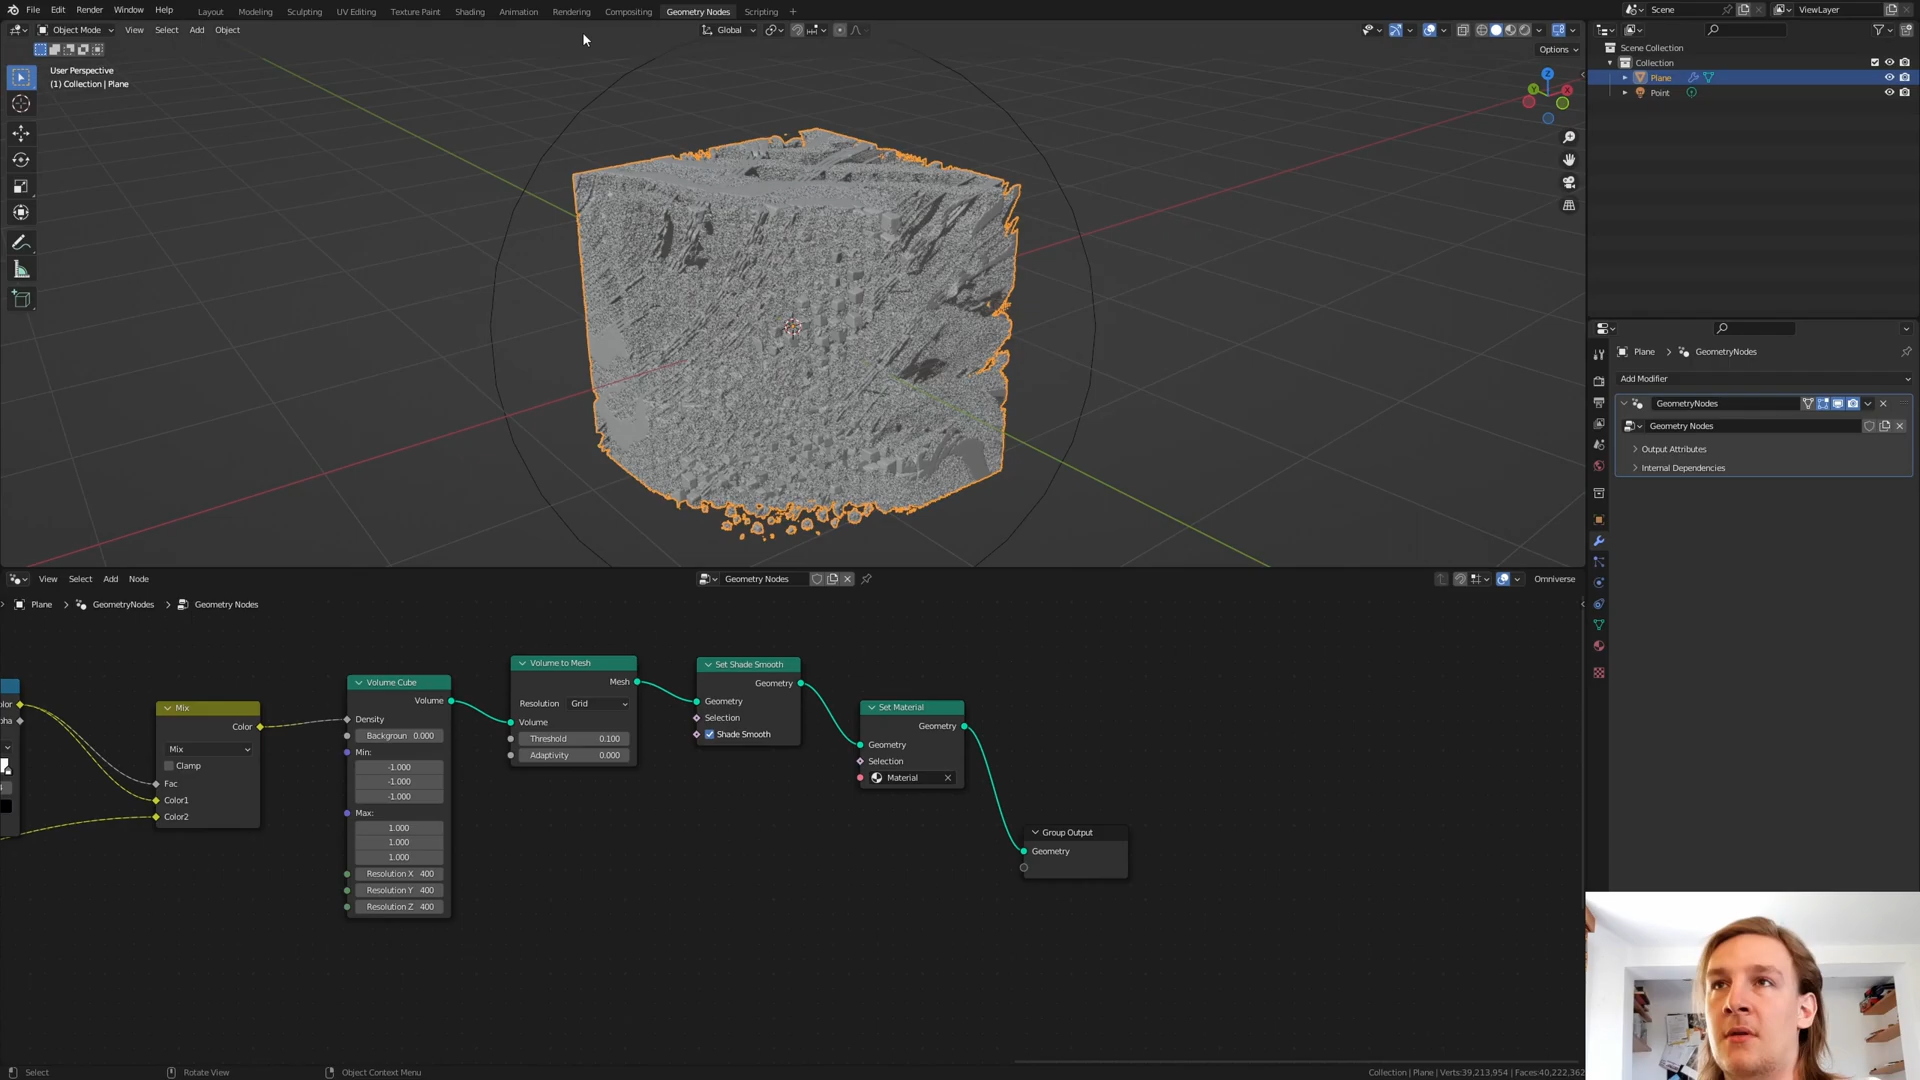 File Edit Render Window Help Layout Modeling Sculpting UV Editing Texture Paint Shading Animation Rendering Compositing Geometry Nodes Scripting + Scene ViewLayer
Object Mode View Select Add Object Global
Options
User Perspective
(1) Collection | Plane
Z
Y
X
Scene Collection
Collection
Plane
Point
Plane > GeometryNodes
Add Modifier
GeometryNodes
Geometry Nodes
Output Attributes
Internal Dependencies
View Select Add Node Geometry Nodes Omniverse
Plane > GeometryNodes > Geometry Nodes
Mix
Color
Mix
Clamp
Fac
Color1
Color2
Volume Cube
Volume
Density
Backgroun 0.000
Min:
-1.000
-1.000
-1.000
Max:
1.000
1.000
1.000
Resolution X 400
Resolution Y 400
Resolution Z 400
Volume to Mesh
Mesh
Resolution Grid
Volume
Threshold 0.100
Adaptivity 0.000
Set Shade Smooth
Geometry
Geometry
Selection
Shade Smooth
Set Material
Geometry
Geometry
Selection
Material
Group Output
Geometry
Select Rotate View Object Context Menu Collection | Plane | Verts:39,213,954 | Faces:40,222,362